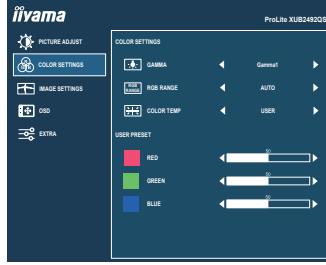 iiyama
ProLite XUB2492QS
PICTURE ADJUST
COLOR SETTINGS
IMAGE SETTINGS
OSD
EXTRA
COLOR SETTINGS
GAMMA
Gamma1
RGB
RANGE
RGB RANGE
AUTO
COLOR TEMP
USER
USER PRESET
RED
50
GREEN
50
BLUE
50